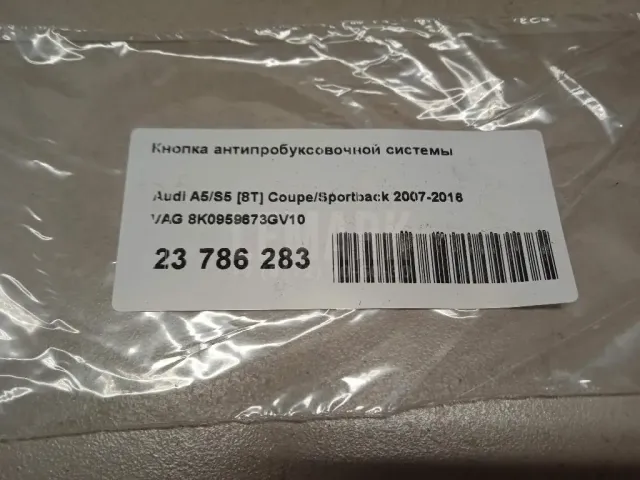 Кнопка антипробуксовочной системы
Audi A5/S5 [8T] Coupe/Sportback 2007-2016
VAG 8K0959673GV10
23 786 283